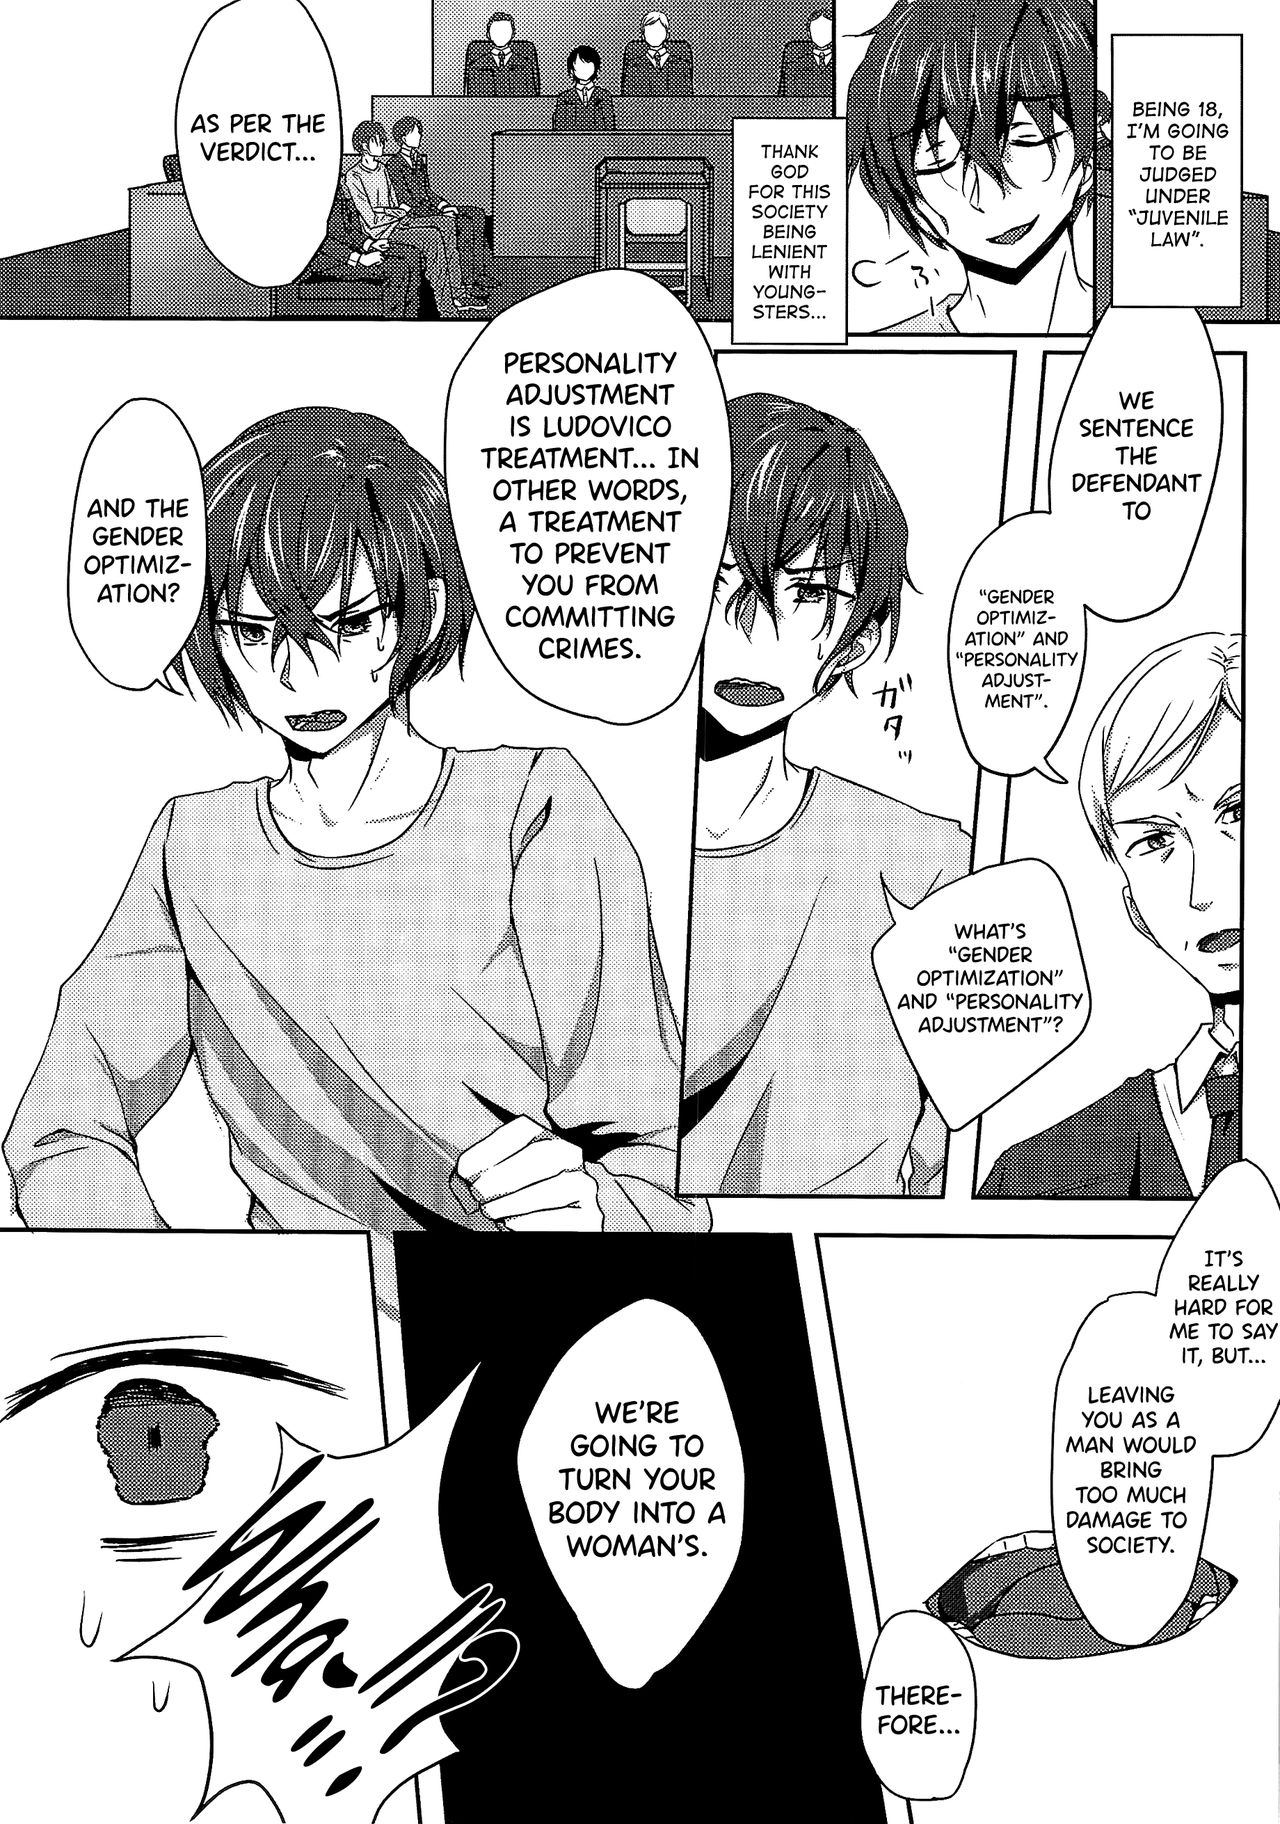 BEING 18,
I'M GOING
TO BE
JUDGED
UNDER
"JUVENILE
LAW".
ふー
THANK
GOD
FOR THIS
SOCIETY
BEING
LENIENT
WITH
YOUNG-
STERS...
AS PER THE
VERDICT...
WE
SENTENCE
THE
DEFENDANT
TO
"GENDER
OPTIMIZ-
ATION" AND
"PERSONALITY
ADJUST-
MENT".
ガタッ
WHAT'S
"GENDER
OPTIMIZATION"
AND "PERSONALITY
ADJUSTMENT"?
PERSONALITY
ADJUSTMENT
IS LUDOVICO
TREATMENT... IN
OTHER WORDS,
A TREATMENT
TO PREVENT
YOU FROM
COMMITTING
CRIMES.
AND THE
GENDER
OPTIMIZ-
ATION?
IT'S
REALLY
HARD FOR
ME TO SAY
IT, BUT...
LEAVING
YOU AS A
MAN WOULD
BRING
TOO MUCH
DAMAGE TO
SOCIETY.
THERE-
FORE...
WE'RE
GOING TO
TURN YOUR
BODY INTO A
WOMAN'S.
Wha-!!?